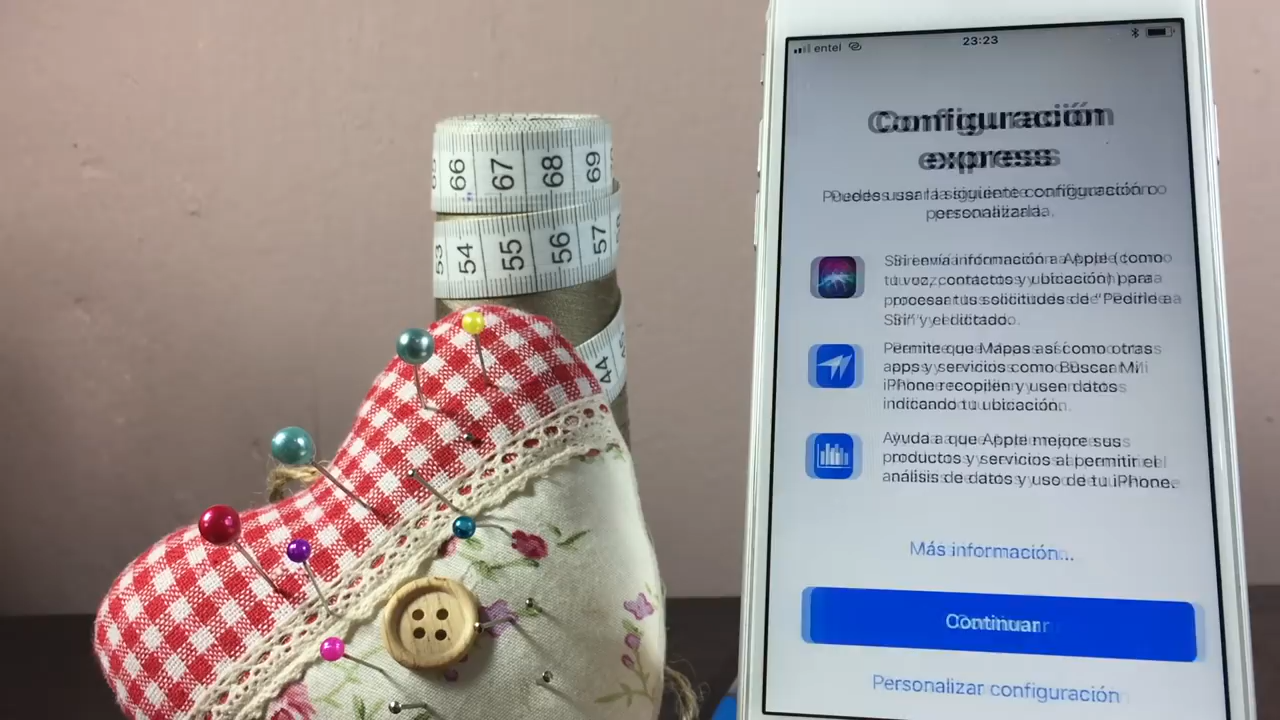 66 67 68 69
53 54 55 56 57
44
entel 23:23
Configuración
express
Puedes usar la siguiente configuración o
personalizarla.
Siri envía información a Apple (como
tu voz, contactos y ubicación) para
procesar tus solicitudes de “Pedirle a
Siri” y el dictado.
Permite que Mapas así como otras
apps y servicios como Buscar Mi
iPhone recopilen y usen datos
indicando tu ubicación.
Ayuda a que Apple mejore sus
productos y servicios al permitir el
análisis de datos y uso de tu iPhone.
Más información...
Continuar
Personalizar configuración